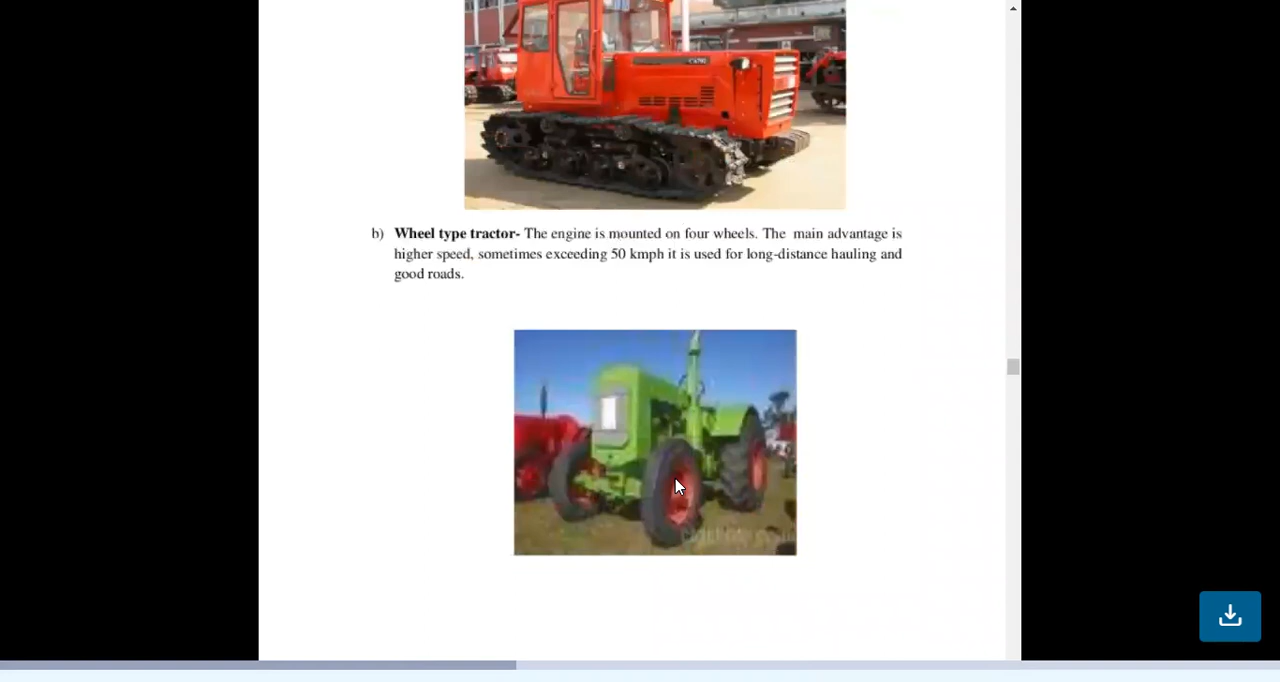 b) Wheel type tractor- The engine is mounted on four wheels. The main advantage is
higher speed, sometimes exceeding 50 kmph it is used for long-distance hauling and
good roads.